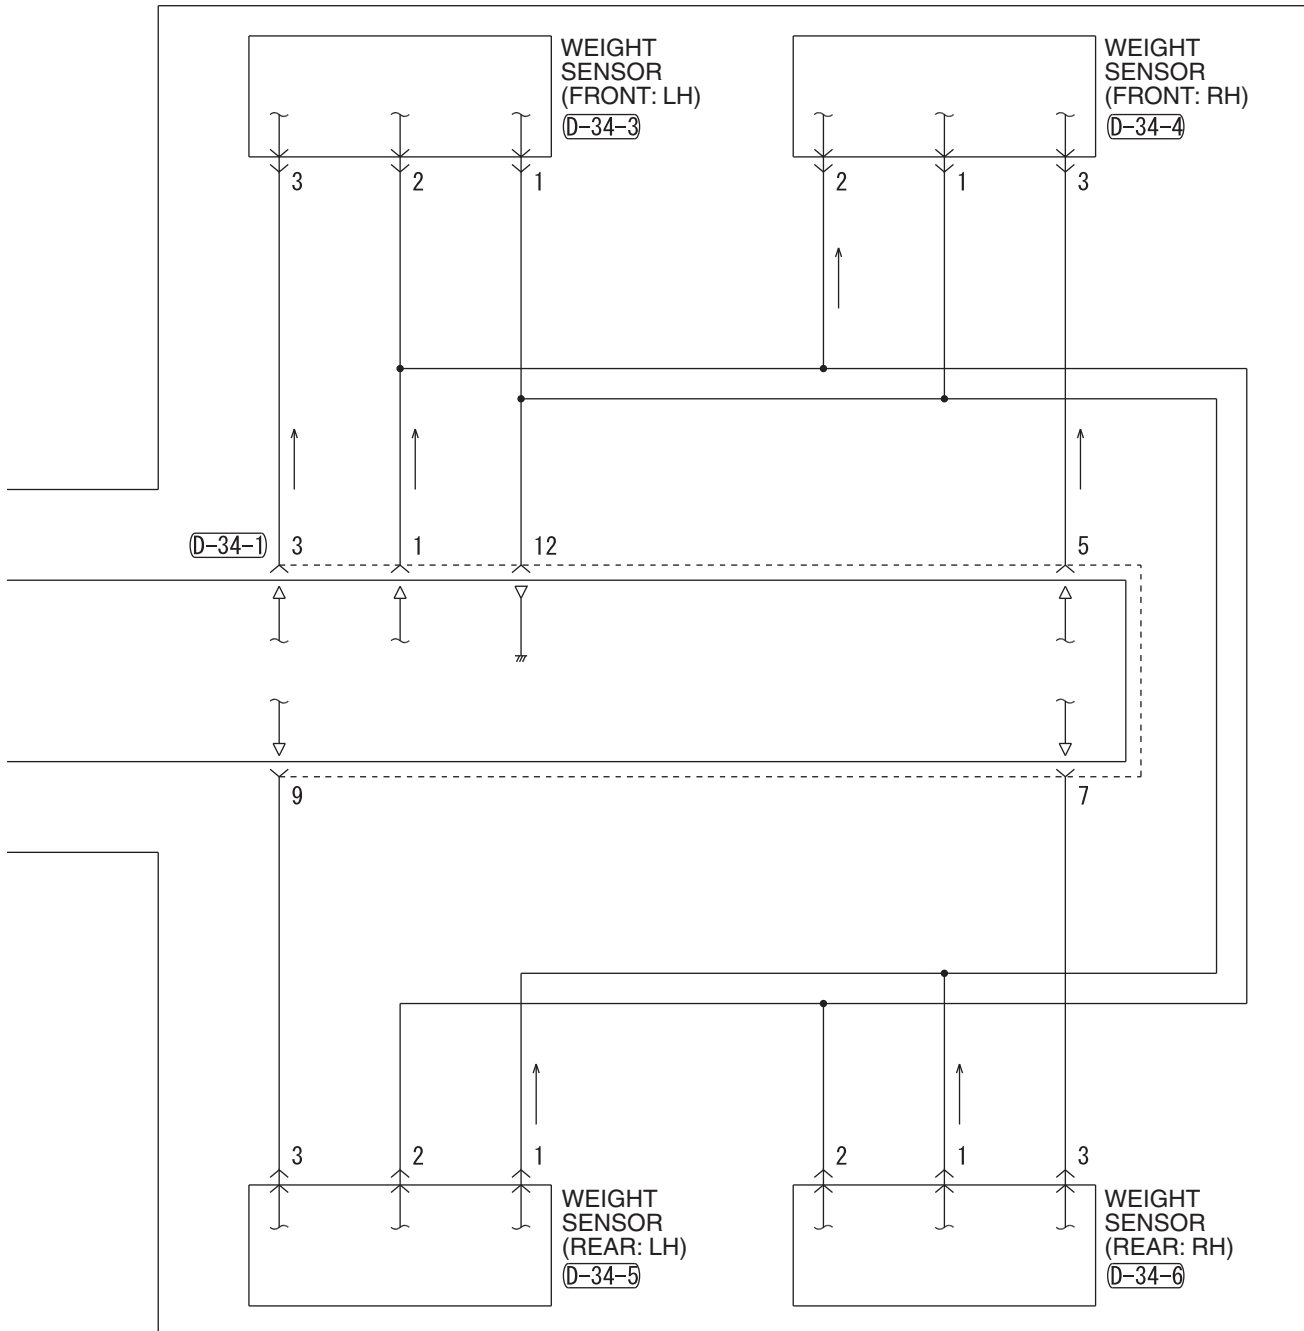 WEIGHT
SENSOR
(FRONT: LH)
D-34-3
WEIGHT
SENSOR
(FRONT: RH)
D-34-4
3 2 1
2 1 3
D-34-1 3 1 12 5
9 7
3 2 1
2 1 3
WEIGHT
SENSOR
(REAR: LH)
D-34-5
WEIGHT
SENSOR
(REAR: RH)
D-34-6